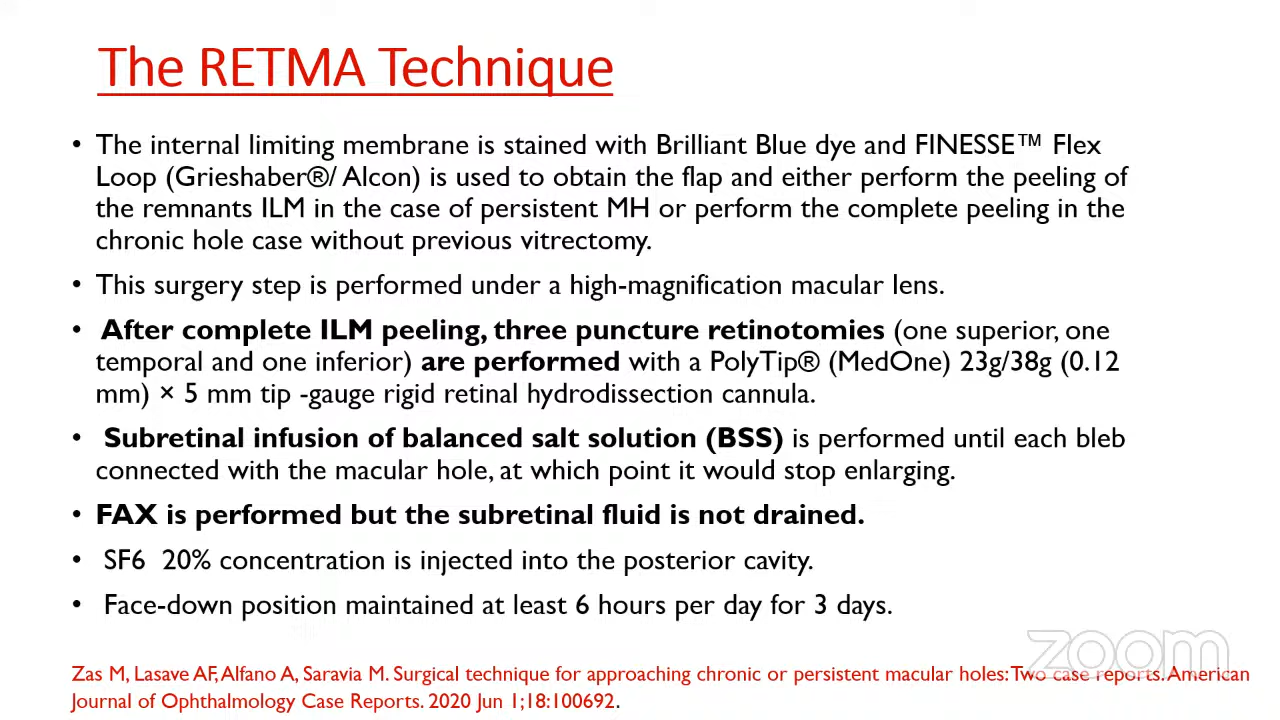 The RETMA Technique
• The internal limiting membrane is stained with Brilliant Blue dye and FINESSE™ Flex
Loop (Grieshaber®/ Alcon) is used to obtain the flap and either perform the peeling of
the remnants ILM in the case of persistent MH or perform the complete peeling in the
chronic hole case without previous vitrectomy.
• This surgery step is performed under a high-magnification macular lens.
• After complete ILM peeling, three puncture retinotomies (one superior, one
temporal and one inferior) are performed with a PolyTip® (MedOne) 23g/38g (0.12
mm) × 5 mm tip -gauge rigid retinal hydrodissection cannula.
• Subretinal infusion of balanced salt solution (BSS) is performed until each bleb
connected with the macular hole, at which point it would stop enlarging.
• FAX is performed but the subretinal fluid is not drained.
• SF6 20% concentration is injected into the posterior cavity.
• Face-down position maintained at least 6 hours per day for 3 days.
zoom
Zas M, Lasave AF, Alfano A, Saravia M. Surgical technique for approaching chronic or persistent macular holes: Two case reports. American
Journal of Ophthalmology Case Reports. 2020 Jun 1;18:100692.